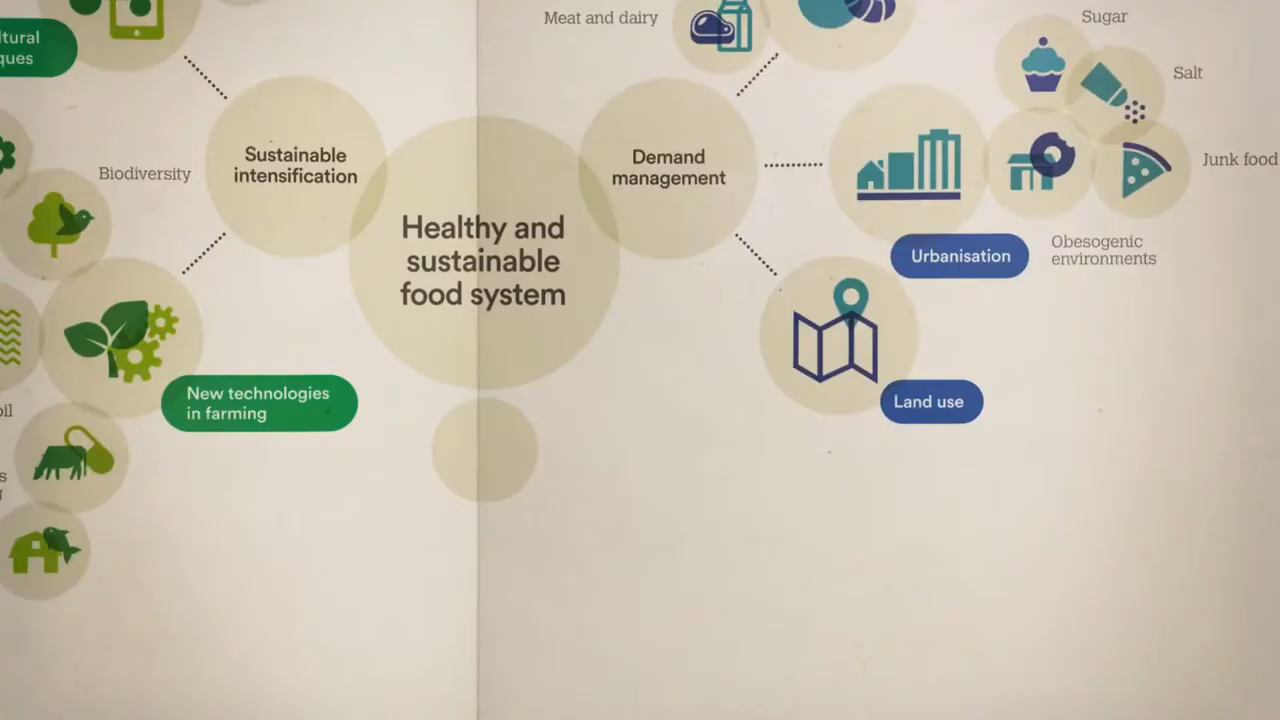 Meat and dairy
Sugar
Salt
Junk food
Sustainable
intensification
Biodiversity
Demand
management
Healthy and
sustainable
food system
Urbanisation
Obesogenic
environments
New technologies
in farming
Land use